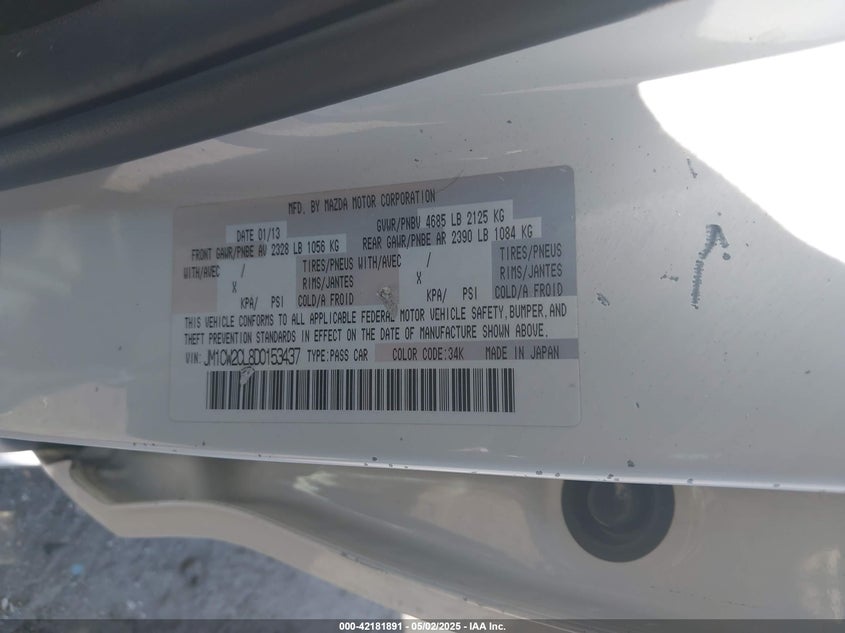 MFD. BY MAZDA MOTOR CORPORATION
DATE 01/13 GVWR/PNBV 4685 LB 2125 KG
FRONT GAWR/PNBE AV 2328 LB 1056 KG REAR GAWR/PNBE AR 2390 LB 1084 KG
WITH/AVEC / TIRES/PNEUS WITH/AVEC / TIRES/PNEUS
X RIMS/JANTES X RIMS/JANTES
KPA/ PSI COLD/A FROID KPA/ PSI COLD/A FROID
THIS VEHICLE CONFORMS TO ALL APPLICABLE FEDERAL MOTOR VEHICLE SAFETY, BUMPER, AND
THEFT PREVENTION STANDARDS IN EFFECT ON THE DATE OF MANUFACTURE SHOWN ABOVE.
VIN: JM1CW2CL8D0153437 TYPE:PASS CAR COLOR CODE:34K MADE IN JAPAN
000-42181891 | 05/02/2025 - IAA Inc.